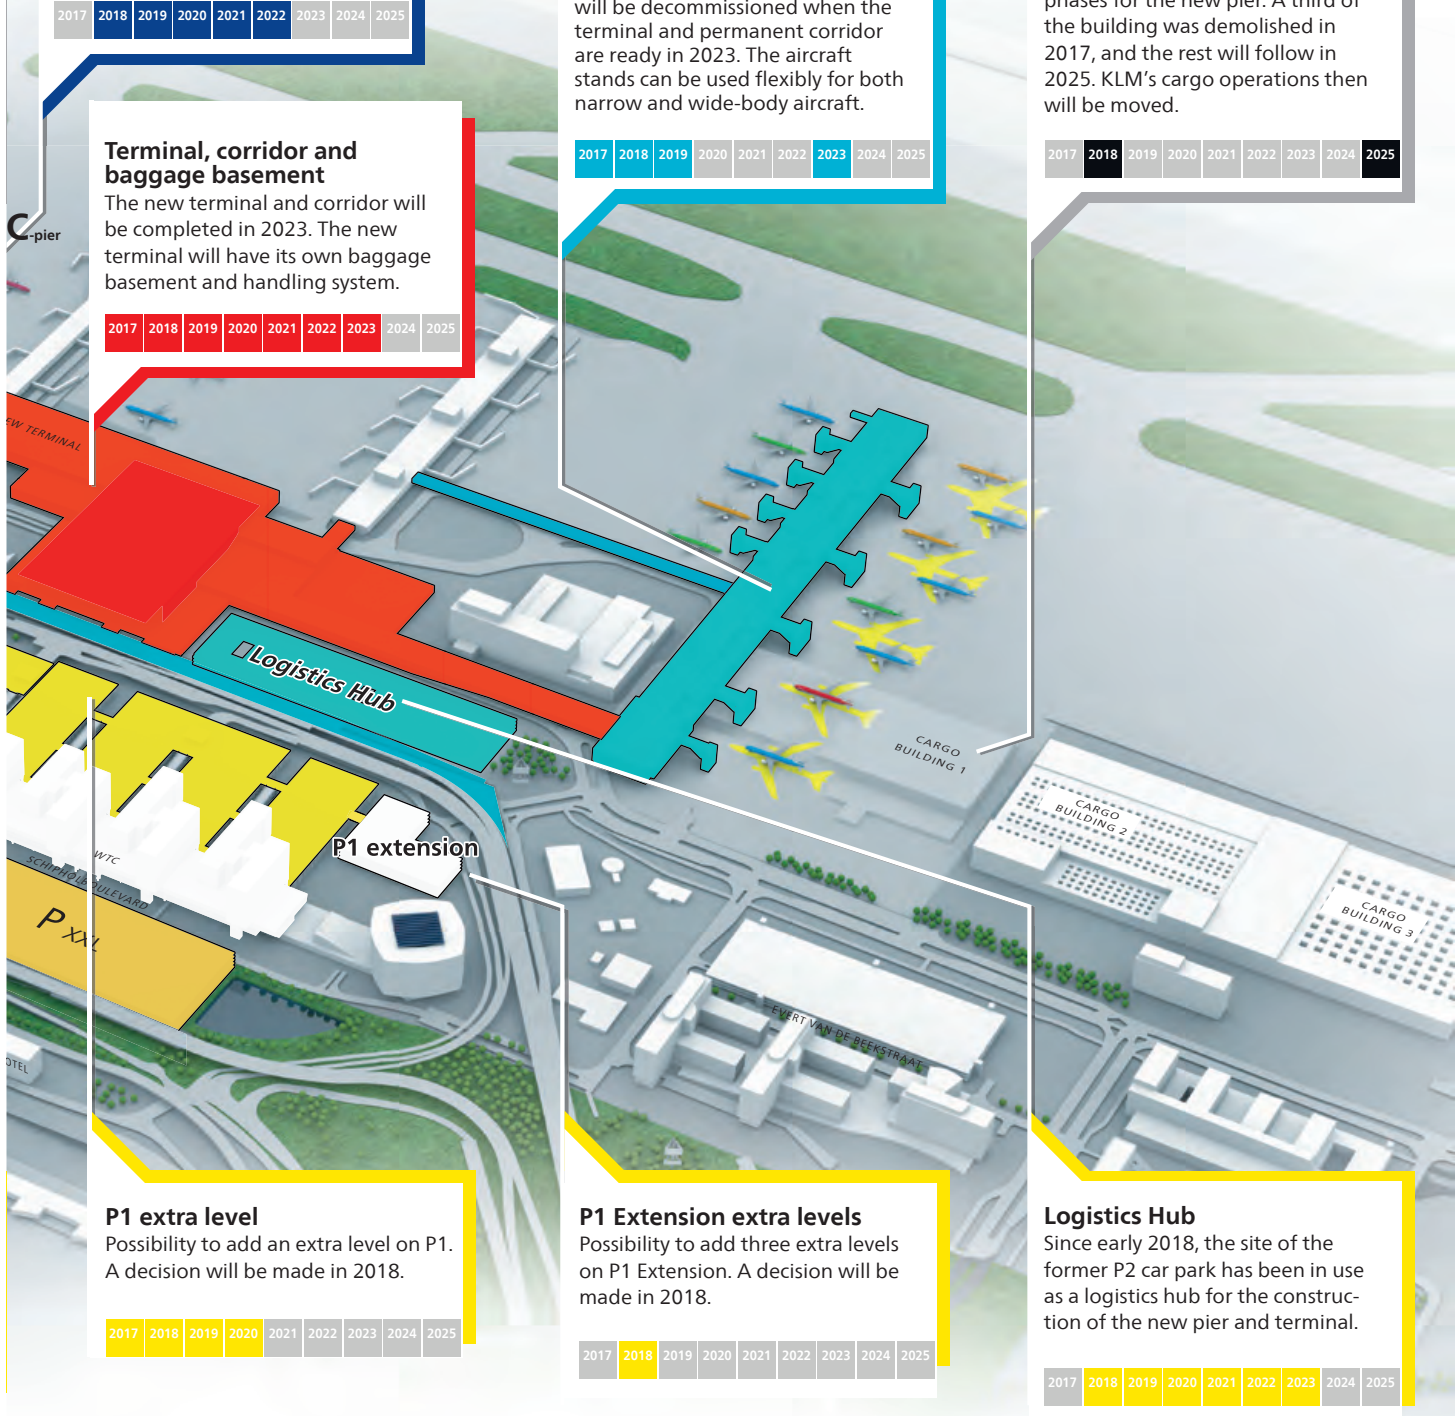 2017 2018 2019 2020 2021 2022 2023 2024 2025
will be decommissioned when the
terminal and permanent corridor
are ready in 2023. The aircraft
stands can be used flexibly for both
narrow and wide-body aircraft.
2017 2018 2019 2020 2021 2022 2023 2024 2025
phases for the new pier. A third of
the building was demolished in
2017, and the rest will follow in
2025. KLM's cargo operations then
will be moved.
2017 2018 2019 2020 2021 2022 2023 2024 2025
Terminal, corridor and
baggage basement
The new terminal and corridor will
be completed in 2023. The new
terminal will have its own baggage
basement and handling system.
2017 2018 2019 2020 2021 2022 2023 2024 2025
C-pier
EW TERMINAL
Logistics Hub
CARGO
BUILDING 1
CARGO
BUILDING 2
CARGO
BUILDING 3
P1 extension
WTC
SCHIPHOLBOULEVARD
P XXL
EVERT VAN DE BEEKSTRAAT
OTEL
P1 extra level
Possibility to add an extra level on P1.
A decision will be made in 2018.
2017 2018 2019 2020 2021 2022 2023 2024 2025
P1 Extension extra levels
Possibility to add three extra levels
on P1 Extension. A decision will be
made in 2018.
2017 2018 2019 2020 2021 2022 2023 2024 2025
Logistics Hub
Since early 2018, the site of the
former P2 car park has been in use
as a logistics hub for the construc-
tion of the new pier and terminal.
2017 2018 2019 2020 2021 2022 2023 2024 2025